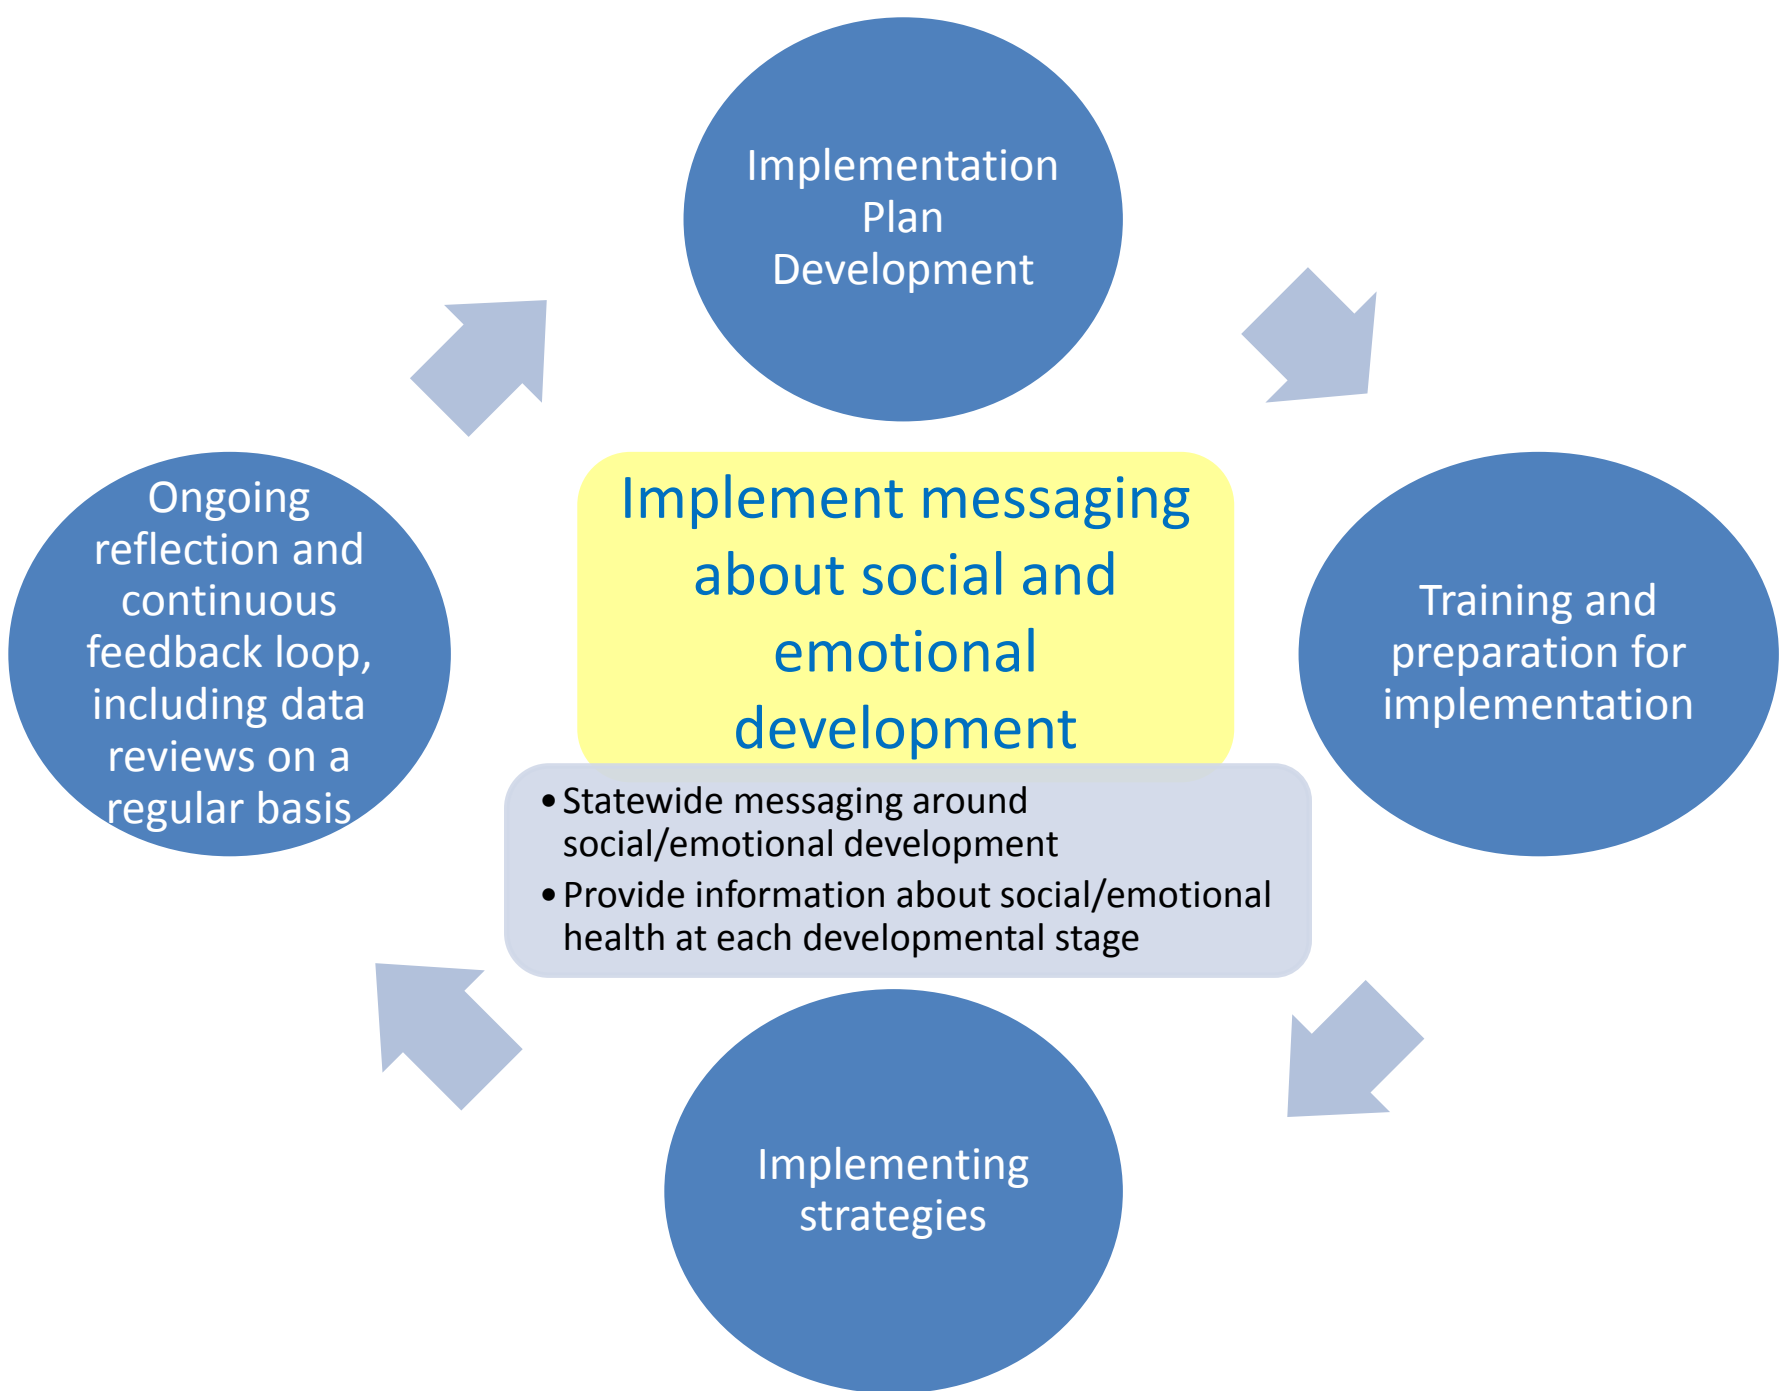 Implementation
Plan
Development
Ongoing
reflection and
continuous
feedback loop,
including data
reviews on a
regular basis
Implement messaging
about social and
emotional
development
• Statewide messaging around
social/emotional development
• Provide information about social/emotional
health at each developmental stage
Training and
preparation for
implementation
Implementing
strategies